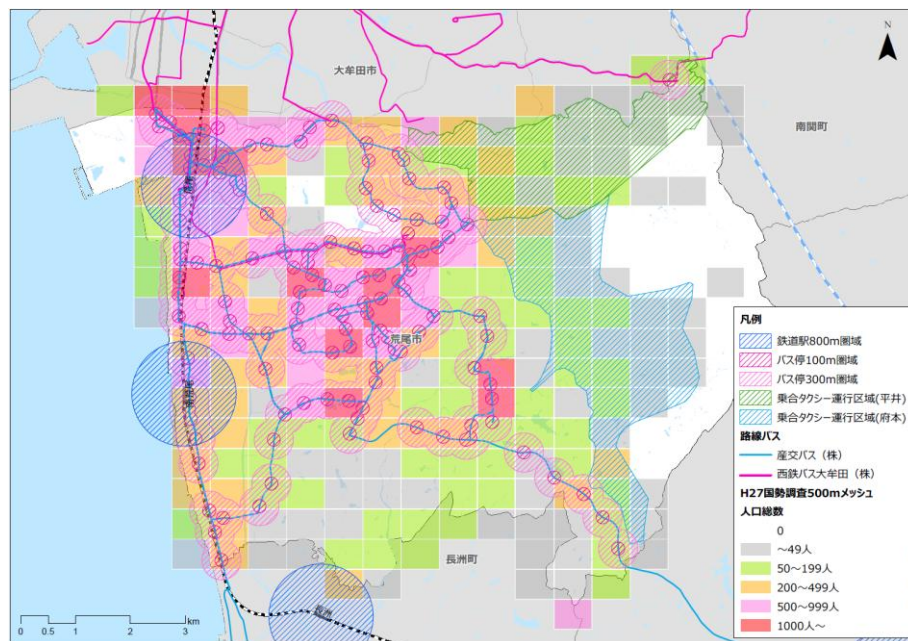 N
大牟田市
南関町
荒尾
荒尾市
南荒尾
長洲町
長洲
0 0.5 1 2 3
km
凡例
鉄道駅800m圏域
バス停100m圏域
バス停300m圏域
乗合タクシー運行区域(平井)
乗合タクシー運行区域(府本)
路線バス
産交バス（株）
西鉄バス大牟田（株）
H27国勢調査500mメッシュ
人口総数
0
～49人
50～199人
200～499人
500～999人
1000人～